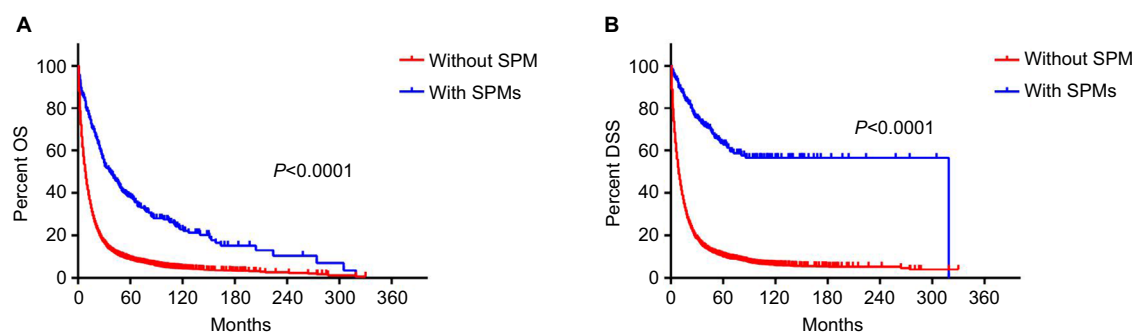 A
Percent OS
100
80
60
40
20
0
0 60 120 180 240 300 360
Months
Without SPM
With SPMs
P<0.0001
B
Percent DSS
100
80
60
40
20
0
0 60 120 180 240 300 360
Months
Without SPM
With SPMs
P<0.0001